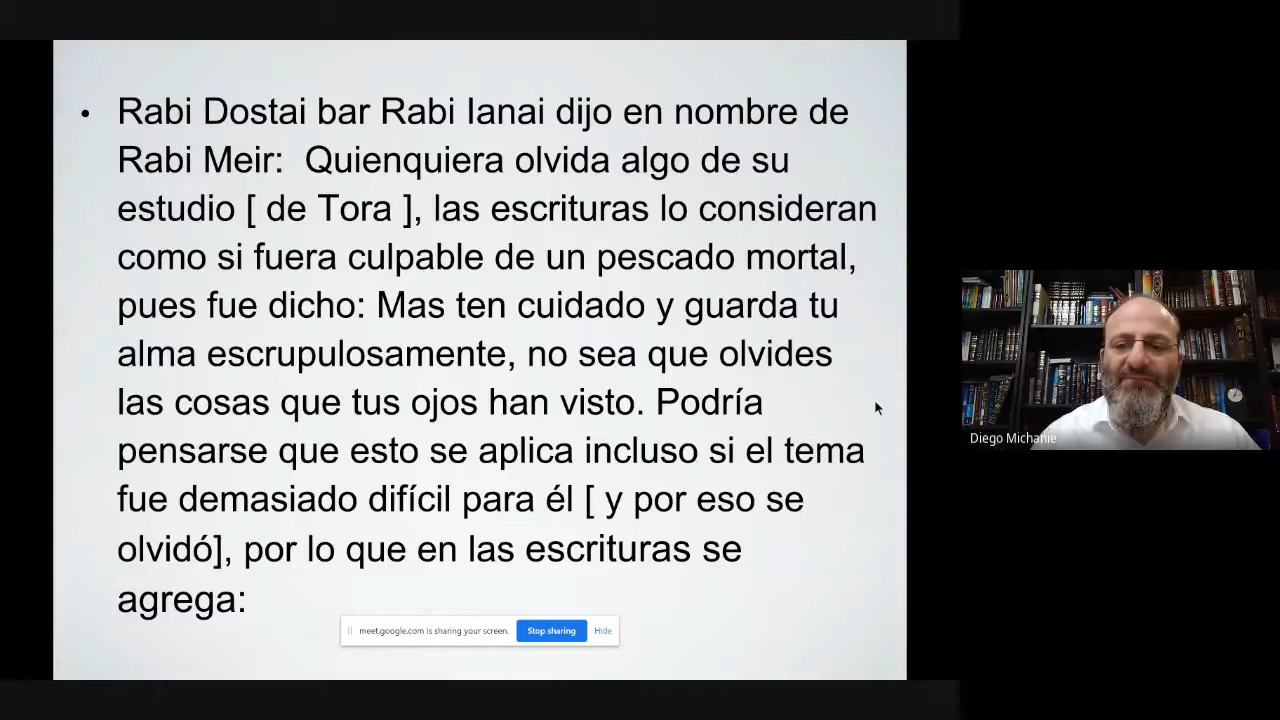 • Rabi Dostai bar Rabi Ianai dijo en nombre de
Rabi Meir: Quienquiera olvida algo de su
estudio [ de Tora ], las escrituras lo consideran
como si fuera culpable de un pescado mortal,
pues fue dicho: Mas ten cuidado y guarda tu
alma escrupulosamente, no sea que olvides
las cosas que tus ojos han visto. Podría
pensarse que esto se aplica incluso si el tema
fue demasiado difícil para él [ y por eso se
olvidó], por lo que en las escrituras se
agrega:
meet.google.com is sharing your screen. Stop sharing Hide
Diego Michanie